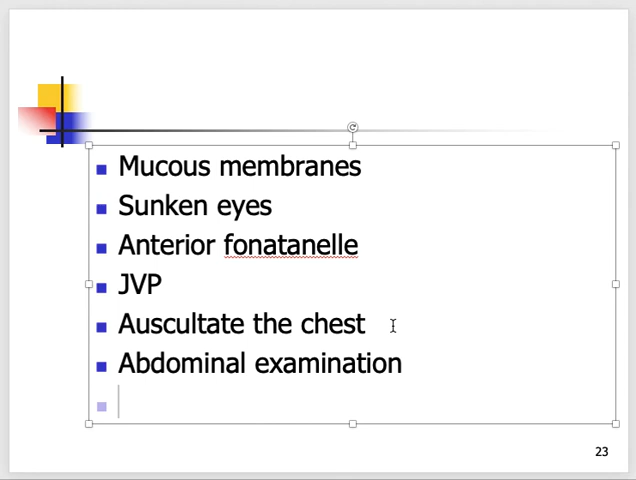 Mucous membranes
Sunken eyes
Anterior fonatanelle
JVP
Auscultate the chest
Abdominal examination
23